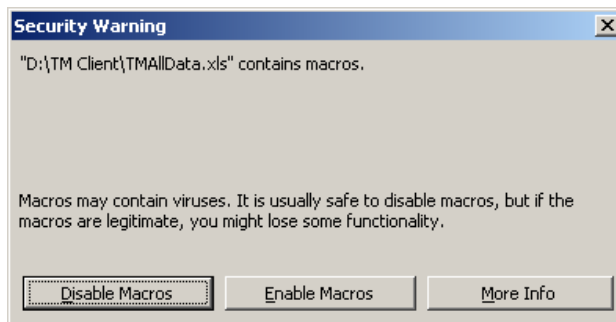 Security Warning
"D:\TM Client\TMAllData.xls" contains macros.
Macros may contain viruses. It is usually safe to disable macros, but if the
macros are legitimate, you might lose some functionality.
Disable Macros
Enable Macros
More Info